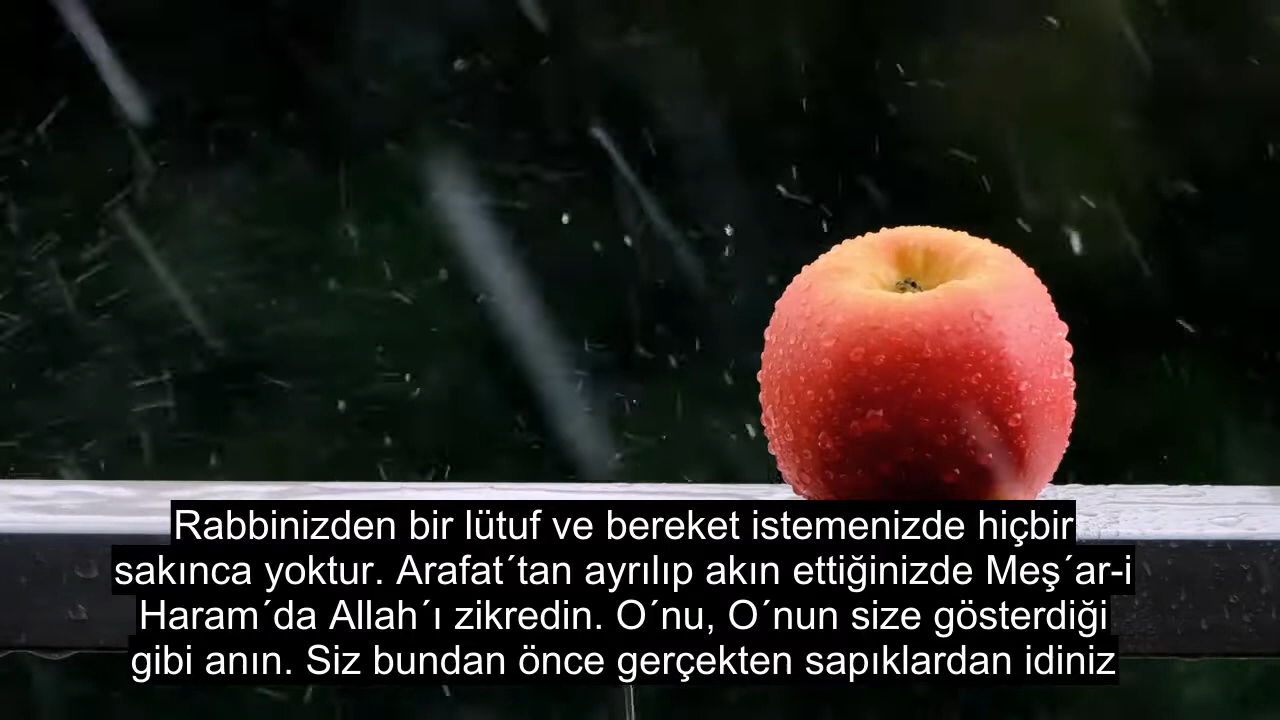 Rabbinizden bir lütuf ve bereket istemenizde hiçbir
sakınca yoktur. Arafat´tan ayrılıp akın ettiğinizde Meş´ar-i
Haram´da Allah´ı zikredin. O´nu, O´nun size gösterdiği
gibi anın. Siz bundan önce gerçekten sapıklardan idiniz